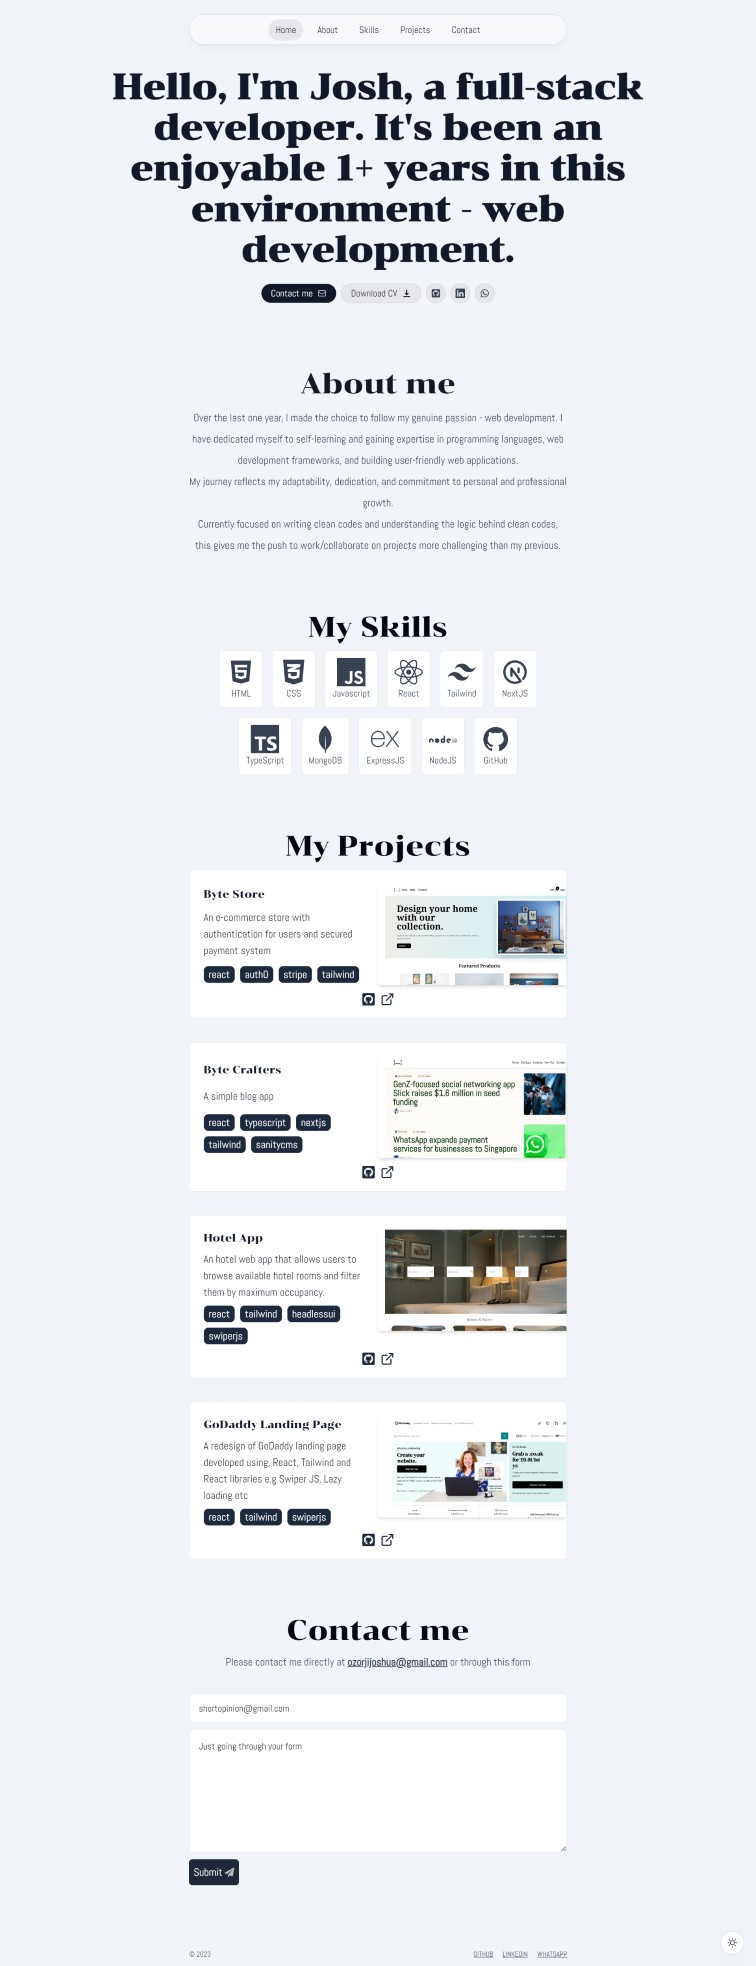 Home About Skills Projects Contact
Hello, I'm Josh, a full-stack
developer. It's been an
enjoyable 1+ years in this
environment - web
development.
Contact me Download CV
About me
Over the last one year, I made the choice to follow my genuine passion - web development. I
have dedicated myself to self-learning and gaining expertise in programming languages, web
development frameworks, and building user-friendly web applications.
My journey reflects my adaptability, dedication, and commitment to personal and professional
growth.
Currently focused on writing clean codes and understanding the logic behind clean codes,
this gives me the push to work/collaborate on projects more challenging than my previous.
My Skills
JS
HTML CSS Javascript React Tailwind NextJS
TS ex node
TypeScript MongoDB ExpressJS NodeJS GitHub
My Projects
Byte Store
An e-commerce store with
authentication for users and secured
payment system
react auth0 stripe tailwind
Design your home
with our
collection.
Featured Products
Byte Crafters
A simple blog app
react typescript nextjs
tailwind sanitycms
GenZ-focused social networking app
Slick raises $1.6 million in seed
funding
WhatsApp expands payment
services for businesses to Singapore
Hotel App
An hotel web app that allows users to
browse available hotel rooms and filter
them by maximum occupancy.
react tailwind headlessui
swiperjs
GoDaddy Landing Page
A redesign of GoDaddy landing page
developed using, React, Tailwind and
React libraries e.g Swiper JS, Lazy
loading etc
react tailwind swiperjs
Create your
website.
Grab a .co.uk
for £0.01/1st
yr.
Contact me
Please contact me directly at ozorjijoshua@gmail.com or through this form
shortopinion@gmail.com
Just going through your form
Submit
© 2023 GITHUB LINKEDIN WHATSAPP